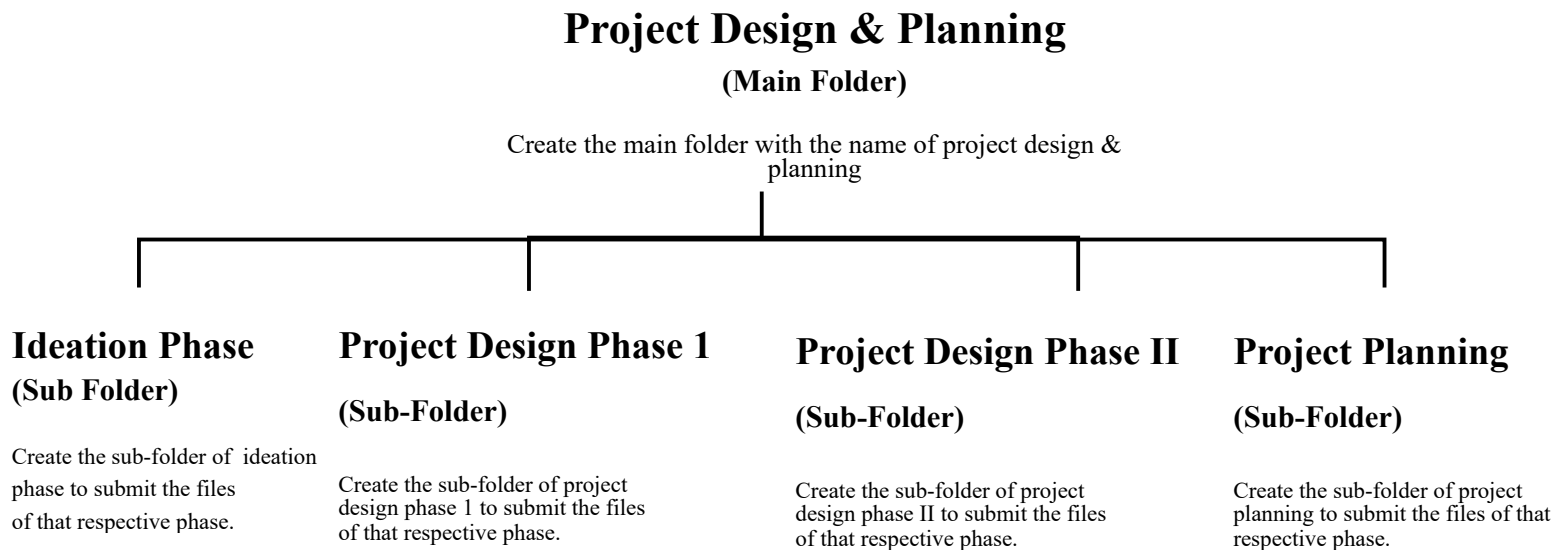 Project Design & Planning
(Main Folder)
Create the main folder with the name of project design &
planning
Ideation Phase
(Sub Folder)
Create the sub-folder of  ideation
phase to submit the files
of that respective phase.
Project Design Phase 1
(Sub-Folder)
Create the sub-folder of project
design phase 1 to submit the files
of that respective phase.
Project Design Phase II
(Sub-Folder)
Create the sub-folder of project
design phase II to submit the files
of that respective phase.
Project Planning
(Sub-Folder)
Create the sub-folder of project
planning to submit the files of that
respective phase.